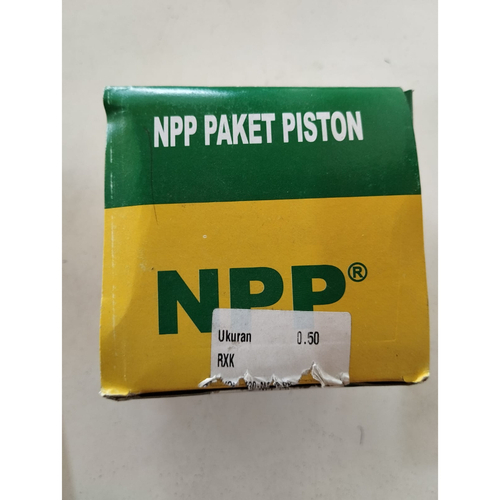 NPP PAKET PISTON
NPP®
Ukuran 0.50
RXK